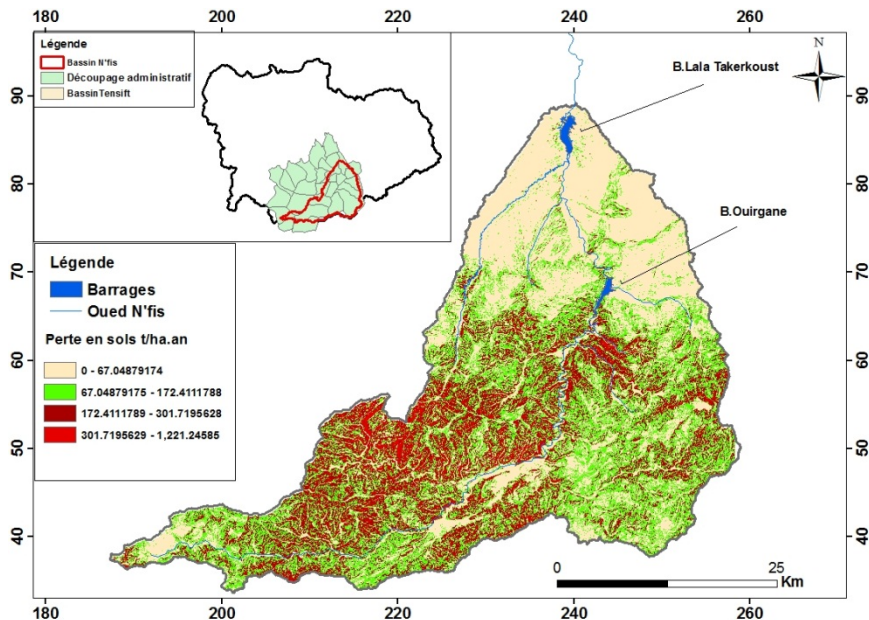 180 200 220 240 260
Légende
Bassin N'fis
Découpage administratif
BassinTensift
N
B.Lala Takerkoust
B.Ouirgane
90
80
70
60
50
40
90
80
70
60
50
40
Légende
Barrages
Oued N'fis
Perte en sols t/ha.an
0 - 67.04879174
67.04879175 - 172.4111788
172.4111789 - 301.7195628
301.7195629 - 1,221.24585
0 25
Km
180 200 220 240 260